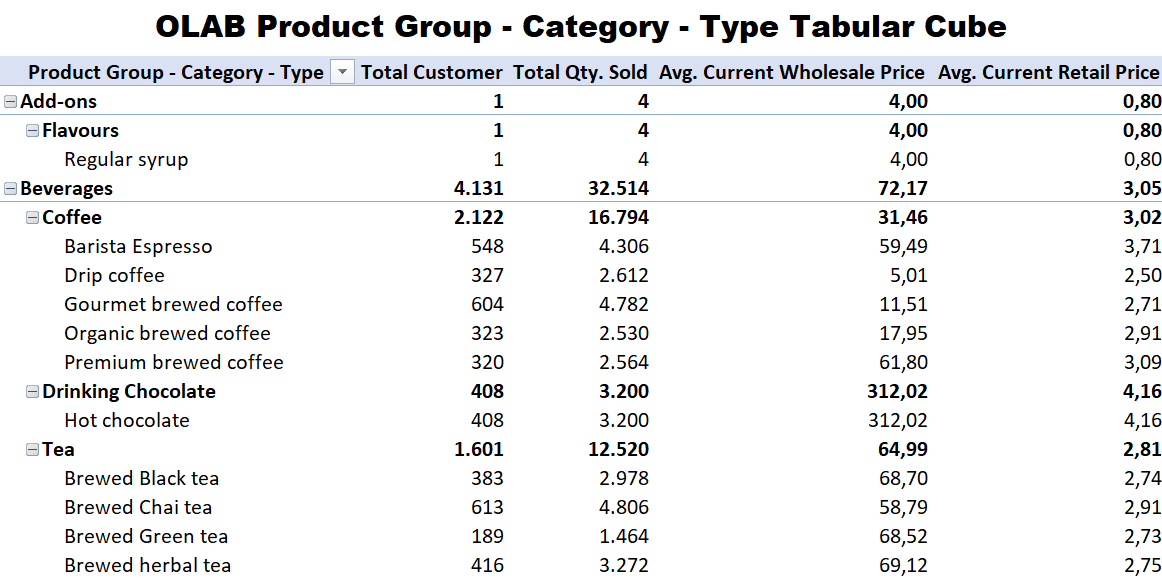 OLAB Product Group - Category - Type Tabular Cube
Product Group - Category - Type Total Customer Total Qty. Sold Avg. Current Wholesale Price Avg. Current Retail Price
Add-ons 1 4 4,00 0,80
Flavours 1 4 4,00 0,80
Regular syrup 1 4 4,00 0,80
Beverages 4.131 32.514 72,17 3,05
Coffee 2.122 16.794 31,46 3,02
Barista Espresso 548 4.306 59,49 3,71
Drip coffee 327 2.612 5,01 2,50
Gourmet brewed coffee 604 4.782 11,51 2,71
Organic brewed coffee 323 2.530 17,95 2,91
Premium brewed coffee 320 2.564 61,80 3,09
Drinking Chocolate 408 3.200 312,02 4,16
Hot chocolate 408 3.200 312,02 4,16
Tea 1.601 12.520 64,99 2,81
Brewed Black tea 383 2.978 68,70 2,74
Brewed Chai tea 613 4.806 58,79 2,91
Brewed Green tea 189 1.464 68,52 2,73
Brewed herbal tea 416 3.272 69,12 2,75